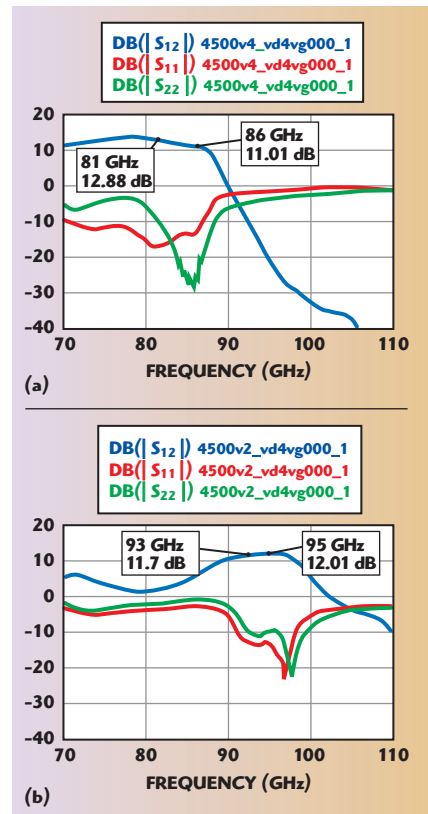 DB(| S12 |) 4500v4_vd4vg000_1
DB(| S11 |) 4500v4_vd4vg000_1
DB(| S22 |) 4500v4_vd4vg000_1
20
10
0
-10
-20
-30
-40
81 GHz
12.88 dB
86 GHz
11.01 dB
70 80 90 100 110
FREQUENCY (GHz)
(a)
DB(| S12 |) 4500v2_vd4vg000_1
DB(| S11 |) 4500v2_vd4vg000_1
DB(| S22 |) 4500v2_vd4vg000_1
20
10
0
-10
-20
-30
-40
93 GHz
11.7 dB
95 GHz
12.01 dB
70 80 90 100 110
FREQUENCY (GHz)
(b)